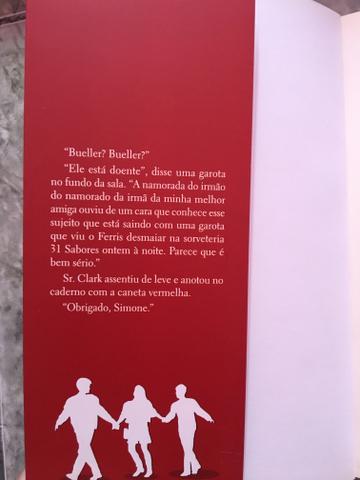 “Bueller? Bueller?”
“Ele está doente”, disse uma garota
no fundo da sala. “A namorada do irmão
do namorado da irmã da minha melhor
amiga ouviu de um cara que conhece esse
sujeito que está saindo com uma garota
que viu o Ferris desmaiar na sorveteria
31 Sabores ontem à noite. Parece que é
bem sério.”
Sr. Clark assentiu de leve e anotou no
caderno com a caneta vermelha.
“Obrigado, Simone.”